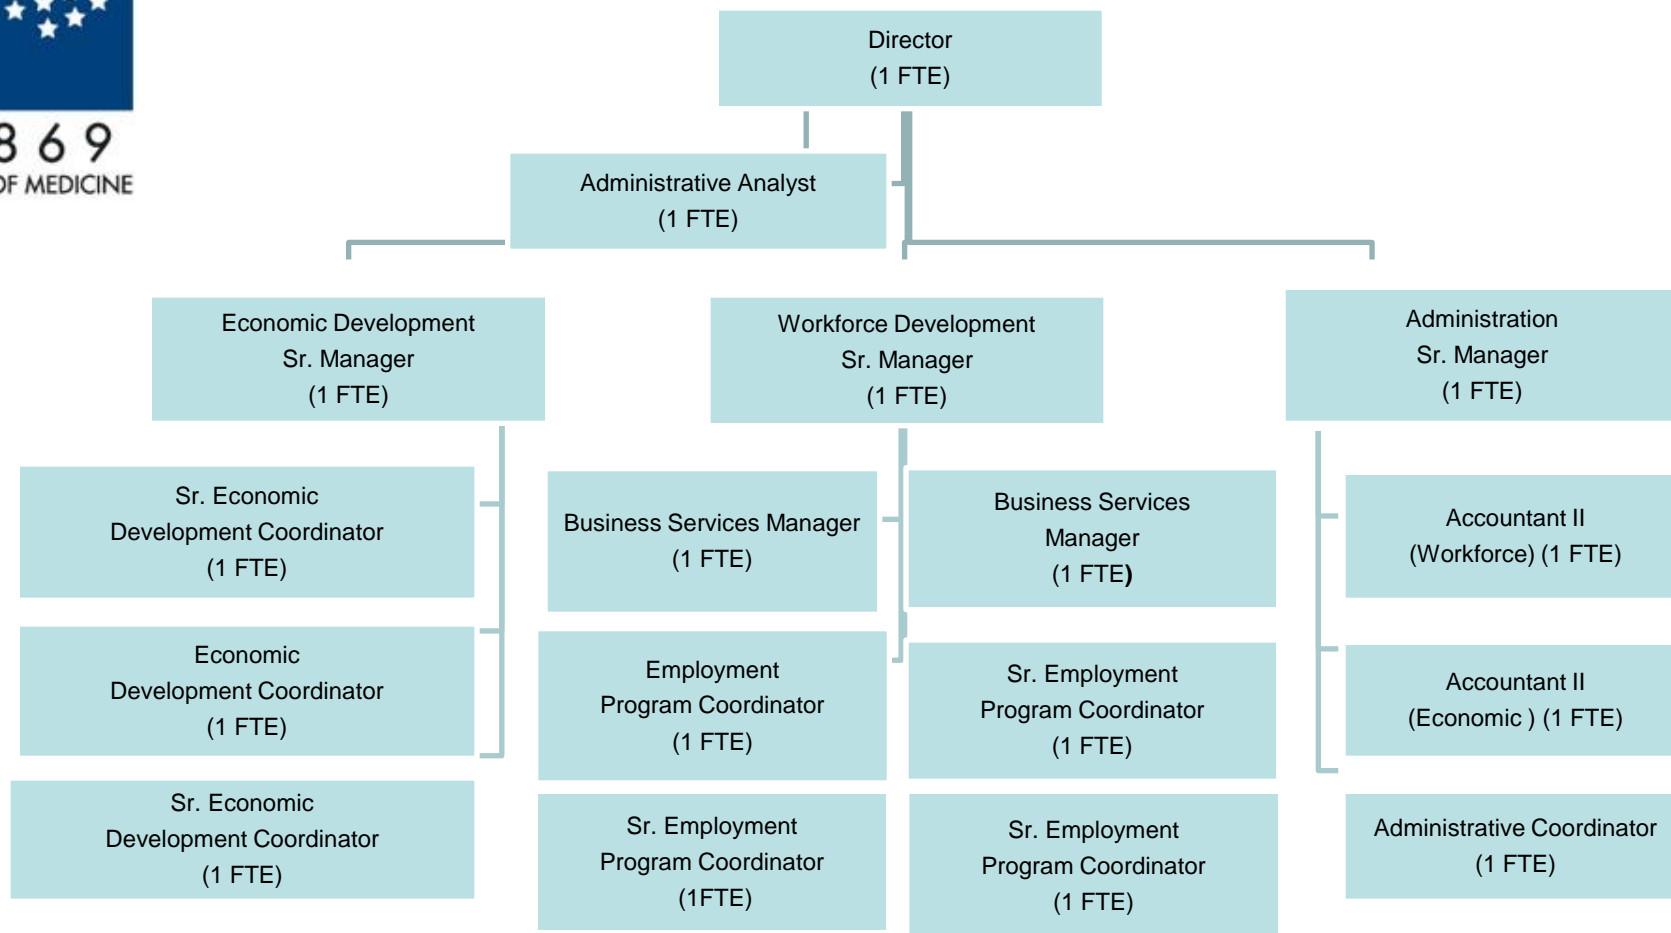 869
OF MEDICINE
Director
(1 FTE)
Administrative Analyst
(1 FTE)
Economic Development
Sr. Manager
(1 FTE)
Workforce Development
Sr. Manager
(1 FTE)
Administration
Sr. Manager
(1 FTE)
Sr. Economic
Development Coordinator
(1 FTE)
Business Services Manager
(1 FTE)
Business Services
Manager
(1 FTE)
Accountant II
(Workforce) (1 FTE)
Economic
Development Coordinator
(1 FTE)
Employment
Program Coordinator
(1 FTE)
Sr. Employment
Program Coordinator
(1 FTE)
Accountant II
(Economic ) (1 FTE)
Sr. Economic
Development Coordinator
(1 FTE)
Sr. Employment
Program Coordinator
(1FTE)
Sr. Employment
Program Coordinator
(1 FTE)
Administrative Coordinator
(1 FTE)